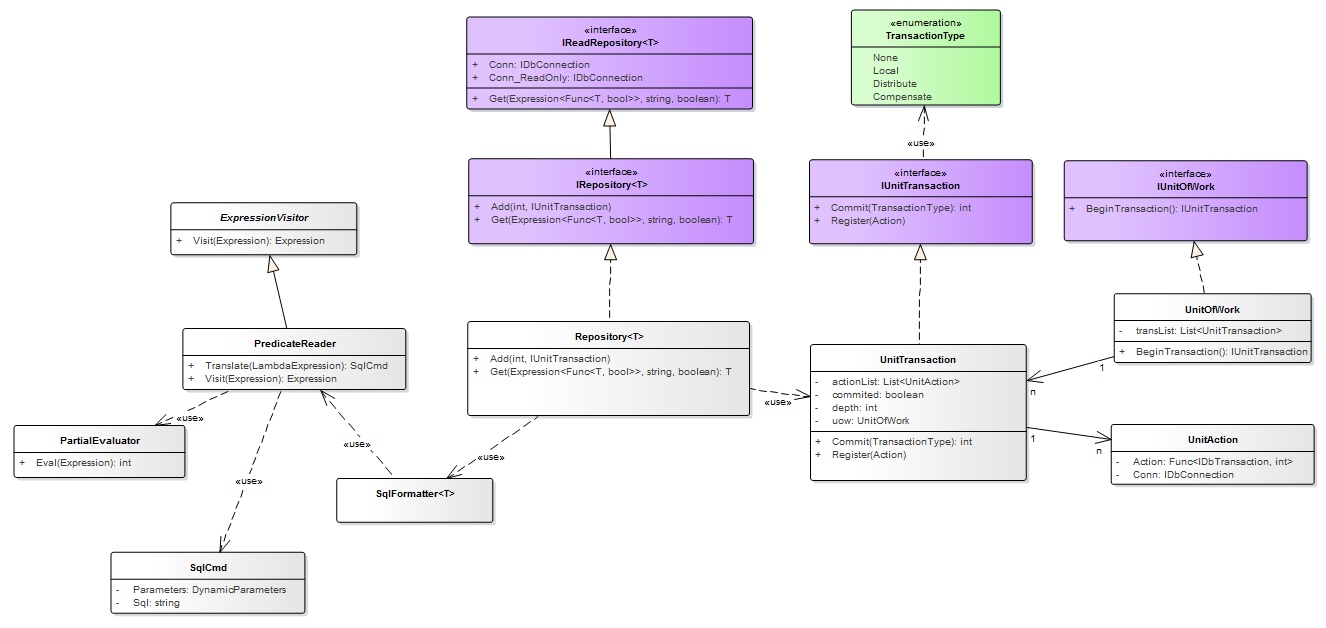 «interface»
IReadRepository<T>
+ Conn: IDbConnection
+ Conn_ReadOnly: IDbConnection
+ Get(Expression<Func<T, bool>>, string, boolean): T
«enumeration»
TransactionType
None
Local
Distribute
Compensate
«use»
«interface»
IRepository<T>
+ Add(int, IUnitTransaction)
+ Get(Expression<Func<T, bool>>, string, boolean): T
«interface»
IUnitTransaction
+ Commit(TransactionType): int
+ Register(Action)
«interface»
IUnitOfWork
+ BeginTransaction(): IUnitTransaction
ExpressionVisitor
+ Visit(Expression): Expression
UnitOfWork
- transList: List<UnitTransaction>
+ BeginTransaction(): IUnitTransaction
PredicateReader
+ Translate(LambdaExpression): SqlCmd
+ Visit(Expression): Expression
Repository<T>
+ Add(int, IUnitTransaction)
+ Get(Expression<Func<T, bool>>, string, boolean): T
UnitTransaction
- actionList: List<UnitAction>
- commited: boolean
- depth: int
- uow: UnitOfWork
+ Commit(TransactionType): int
+ Register(Action)
1
n
«use»
«use»
PartialEvaluator
+ Eval(Expression): int
«use»
«use»
1
n
UnitAction
- Action: Func<IDbTransaction, int>
- Conn: IDbConnection
«use»
SqlFormatter<T>
SqlCmd
- Parameters: DynamicParameters
- Sql: string